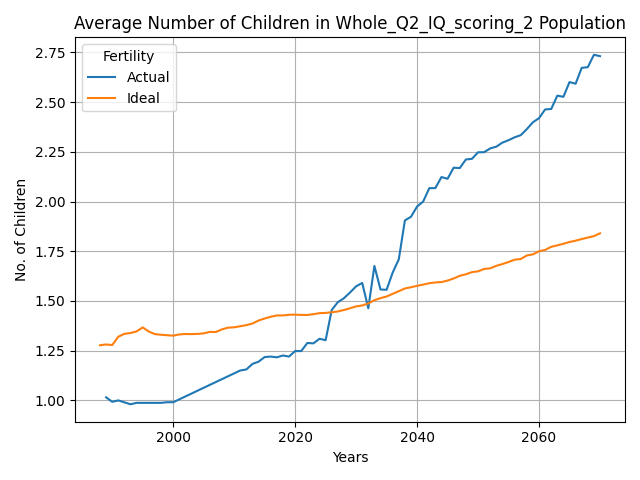 Average Number of Children in Whole_Q2_IQ_scoring_2 Population
Fertility
Actual
Ideal
2.75
2.50
2.25
2.00
1.75
1.50
1.25
1.00
No. of Children
2000
2020
2040
2060
Years